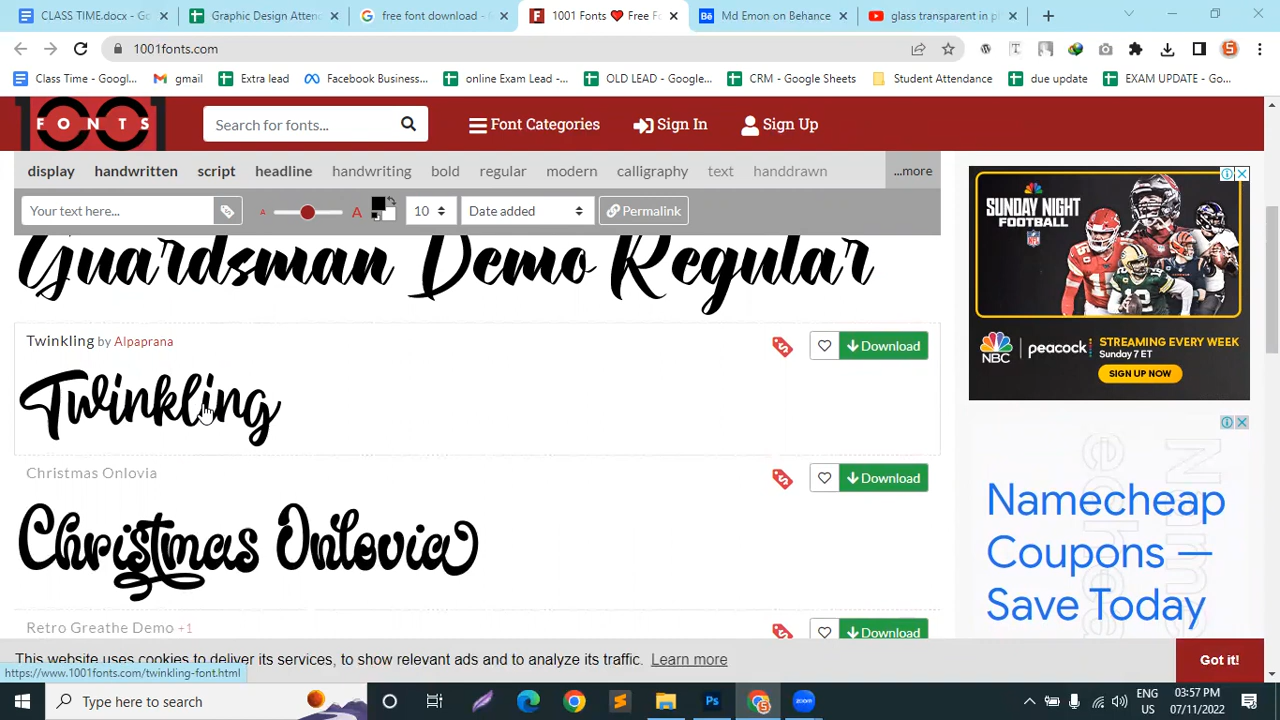 CLASS TIME.docx - G
Graphic Design Attend
free font download -
1001 Fonts ❤ Free Fo
Md Emon on Behance
glass transparent in ph
1001fonts.com
Class Time - Googl...
gmail
Extra lead
Facebook Business...
online Exam Lead -...
OLD LEAD - Google...
CRM - Google Sheets
Student Attendance
due update
EXAM UPDATE - Go...
1001
FONTS
Search for fonts...
Font Categories
Sign In
Sign Up
display handwritten script headline handwriting bold regular modern calligraphy text handdrawn ...more
Your text here...
A A
10
Date added
Permalink
Guardsman Demo Regular
Twinkling by Alpaprana
Download
Twinkling
Christmas Onlovia
Download
Christmas Onlovia
Retro Greathe Demo +1
Download
SUNDAY NIGHT
FOOTBALL
NBC
peacock
STREAMING EVERY WEEK
Sunday 7 ET
SIGN UP NOW
Namecheap
Coupons —
Save Today
This website uses cookies to deliver its services, to show relevant ads and to analyze its traffic. Learn more
Got it!
https://www.1001fonts.com/twinkling-font.html
Type here to search
ENG
US
03:57 PM
07/11/2022